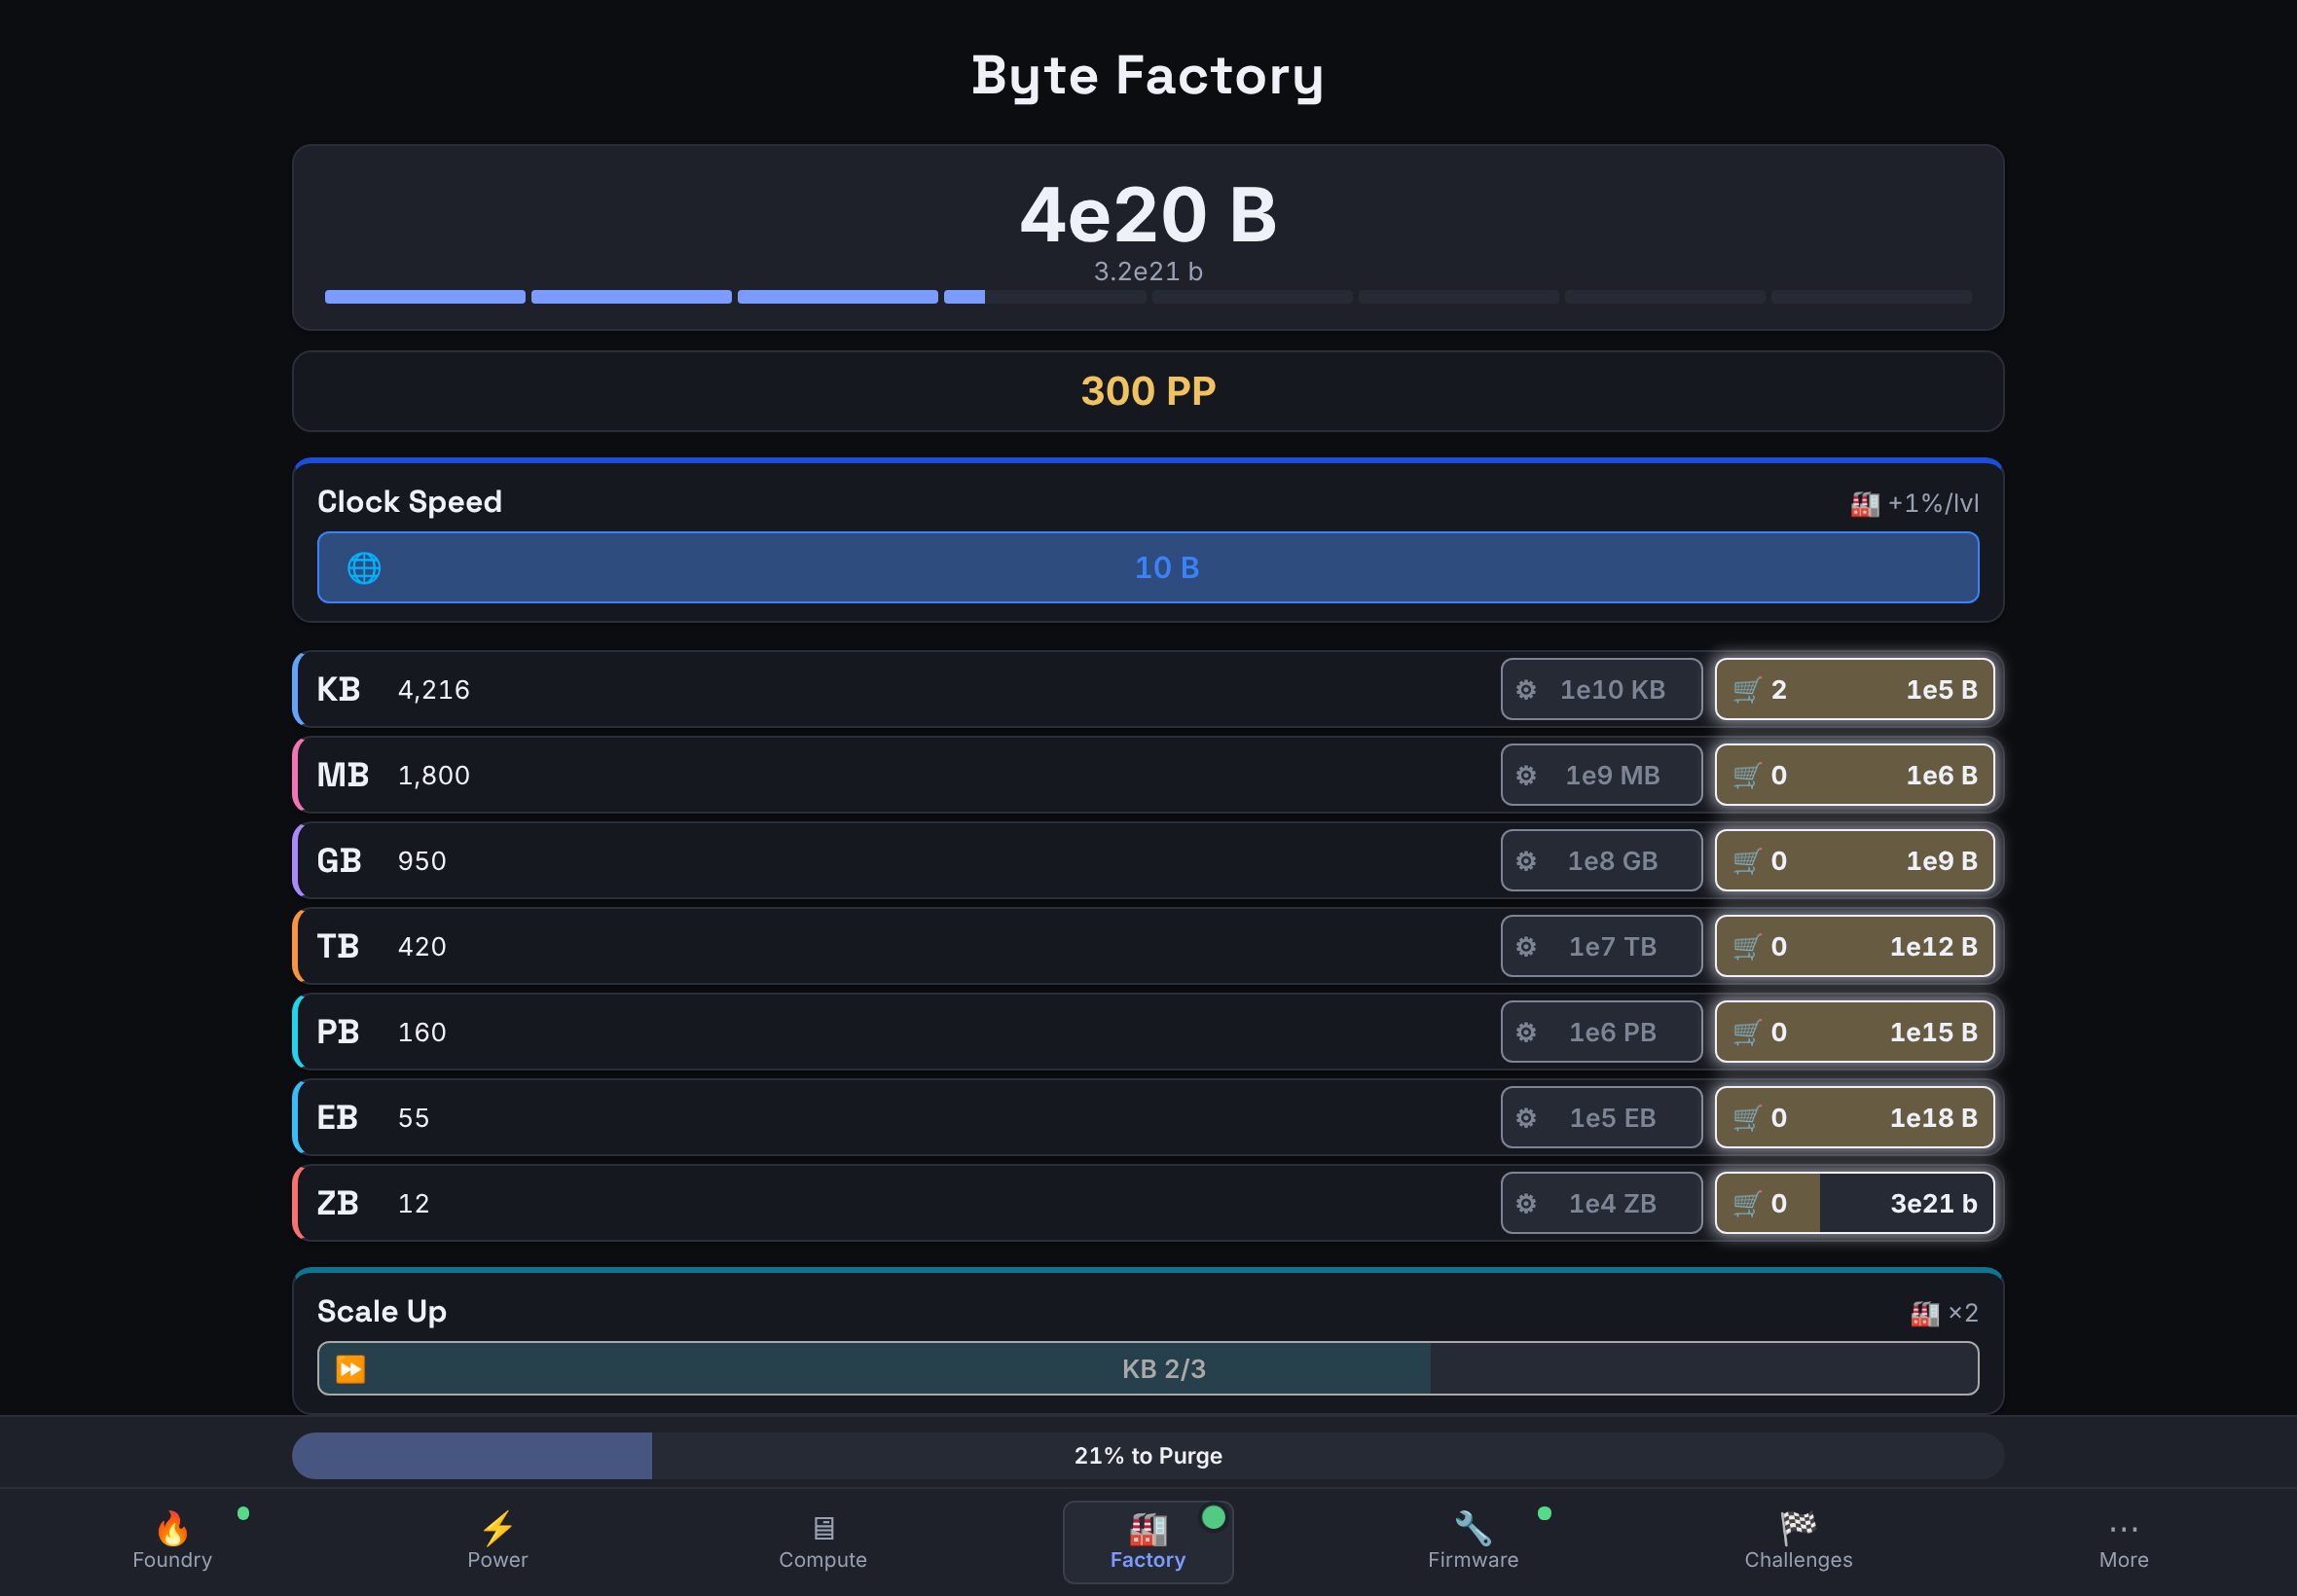 Byte Factory
4e20 B
3.2e21 b
300 PP
Clock Speed +1%/lvl
10 B
KB 4,216 1e10 KB 2 1e5 B
MB 1,800 1e9 MB 0 1e6 B
GB 950 1e8 GB 0 1e9 B
TB 420 1e7 TB 0 1e12 B
PB 160 1e6 PB 0 1e15 B
EB 55 1e5 EB 0 1e18 B
ZB 12 1e4 ZB 0 3e21 b
Scale Up ×2
KB 2/3
21% to Purge
Foundry Power Compute Factory Firmware Challenges More